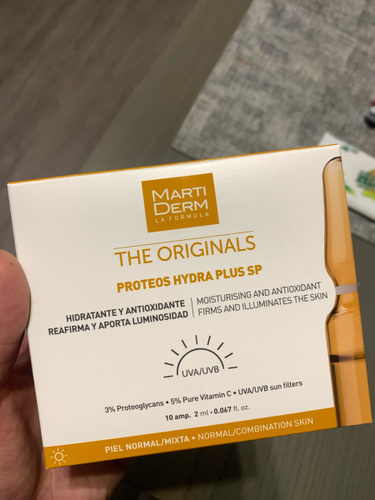 MARTI
DERM
LA FORMULA
THE ORIGINALS
PROTEOS HYDRA PLUS SP
HIDRATANTE Y ANTIOXIDANTE
REAFIRMA Y APORTA LUMINOSIDAD
MOISTURISING AND ANTIOXIDANT
FIRMS AND ILLUMINATES THE SKIN
UVA/UVB
3% Proteoglycans • 5% Pure Vitamin C • UVA/UVB sun filters
10 amp. 2 ml - 0.067 fl. oz.
PIEL NORMAL/MIXTA • NORMAL/COMBINATION SKIN